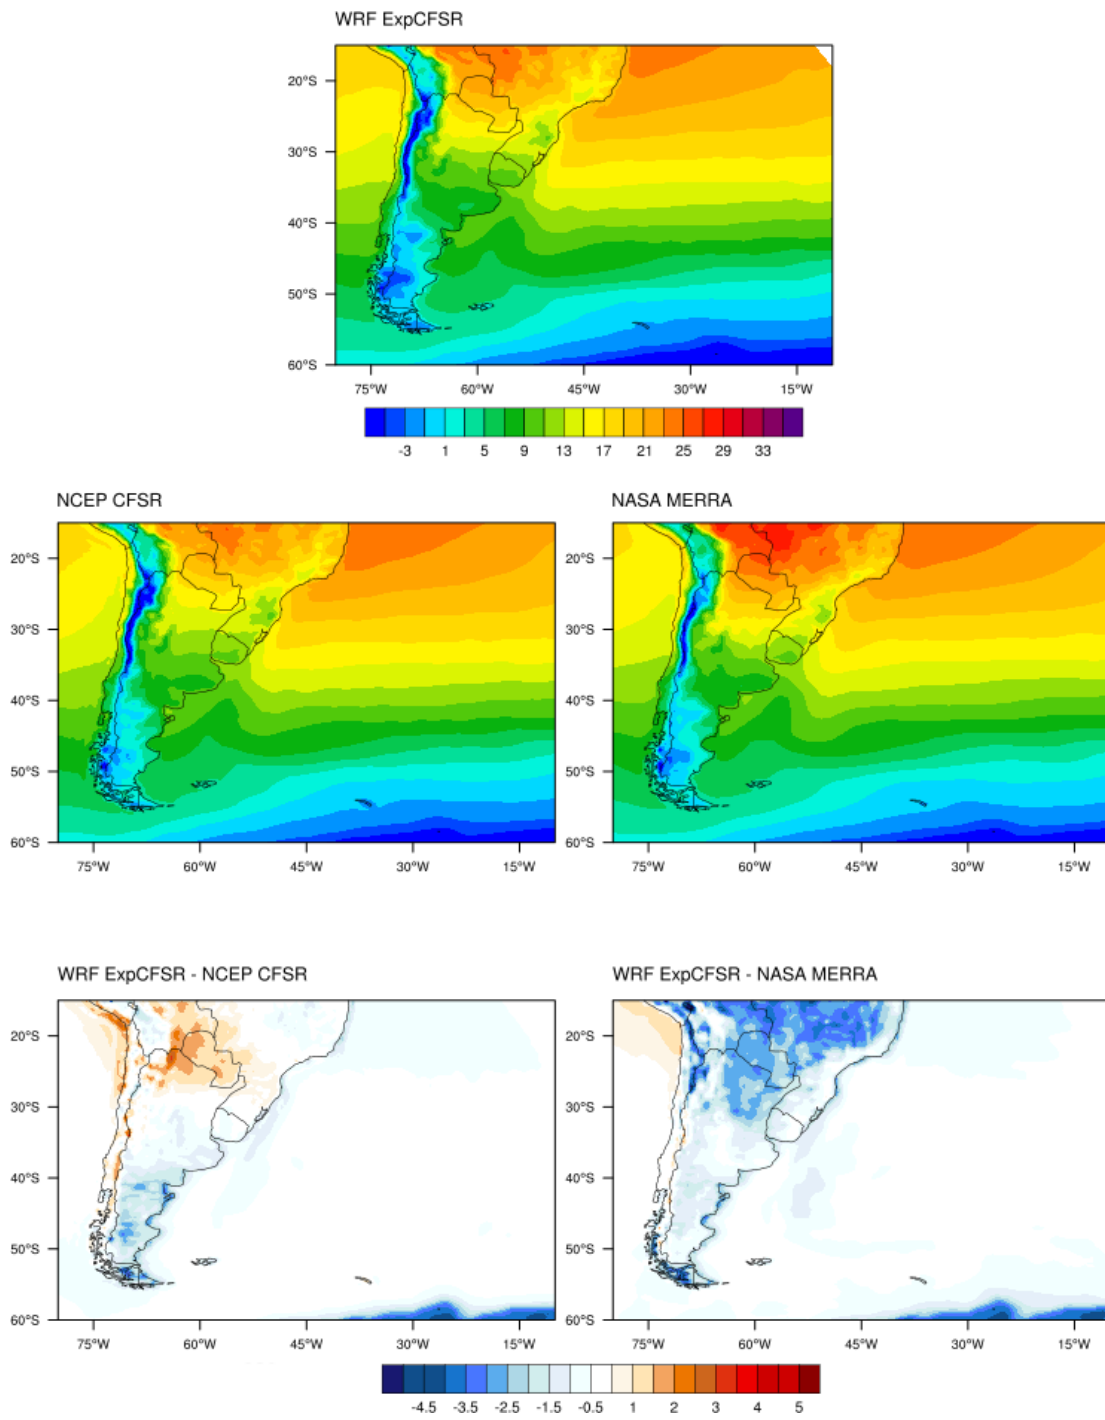 WRF ExpCFSR
20°S
30°S
40°S
50°S
60°S
75°W 60°W 45°W 30°W 15°W
-3 1 5 9 13 17 21 25 29 33
NCEP CFSR
20°S
30°S
40°S
50°S
60°S
75°W 60°W 45°W 30°W 15°W
NASA MERRA
20°S
30°S
40°S
50°S
60°S
75°W 60°W 45°W 30°W 15°W
WRF ExpCFSR - NCEP CFSR
20°S
30°S
40°S
50°S
60°S
75°W 60°W 45°W 30°W 15°W
WRF ExpCFSR - NASA MERRA
20°S
30°S
40°S
50°S
60°S
75°W 60°W 45°W 30°W 15°W
-4.5 -3.5 -2.5 -1.5 -0.5 1 2 3 4 5